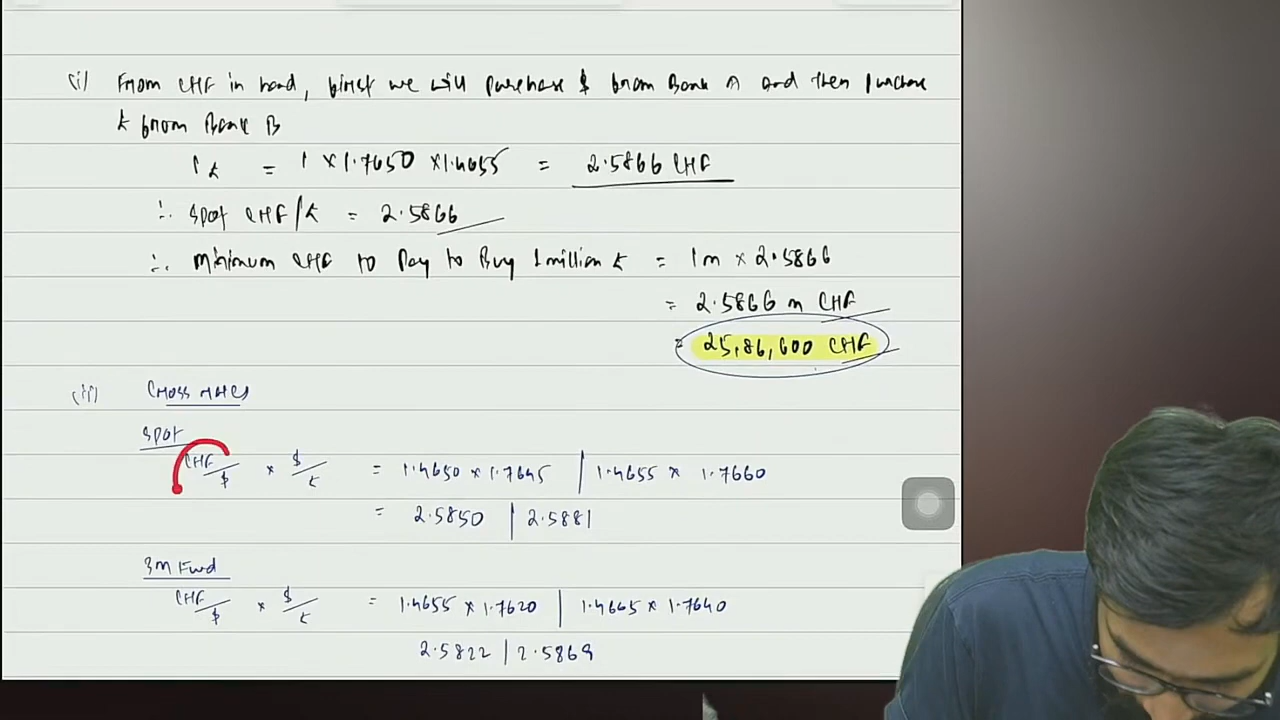 (i) From CHF in hand, first we will purchase $ from Bank A and then purchase
£ from Bank B
1 £ = 1 × 1.7650 × 1.4655 = 2.5866 CHF
∴ Spot CHF/£ = 2.5866
∴ Minimum CHF to Pay to Buy 1 million £ = 1m × 2.5866
= 2.5866 m CHF
= 25,86,600 CHF
(ii) Cross rates
Spot
CHF/$ × $/£ = 1.4650 × 1.7645 | 1.4655 × 1.7660
= 2.5850 | 2.5881
3m Fwd
CHF/$ × $/£ = 1.4655 × 1.7620 | 1.4665 × 1.7640
2.5822 | 2.5869